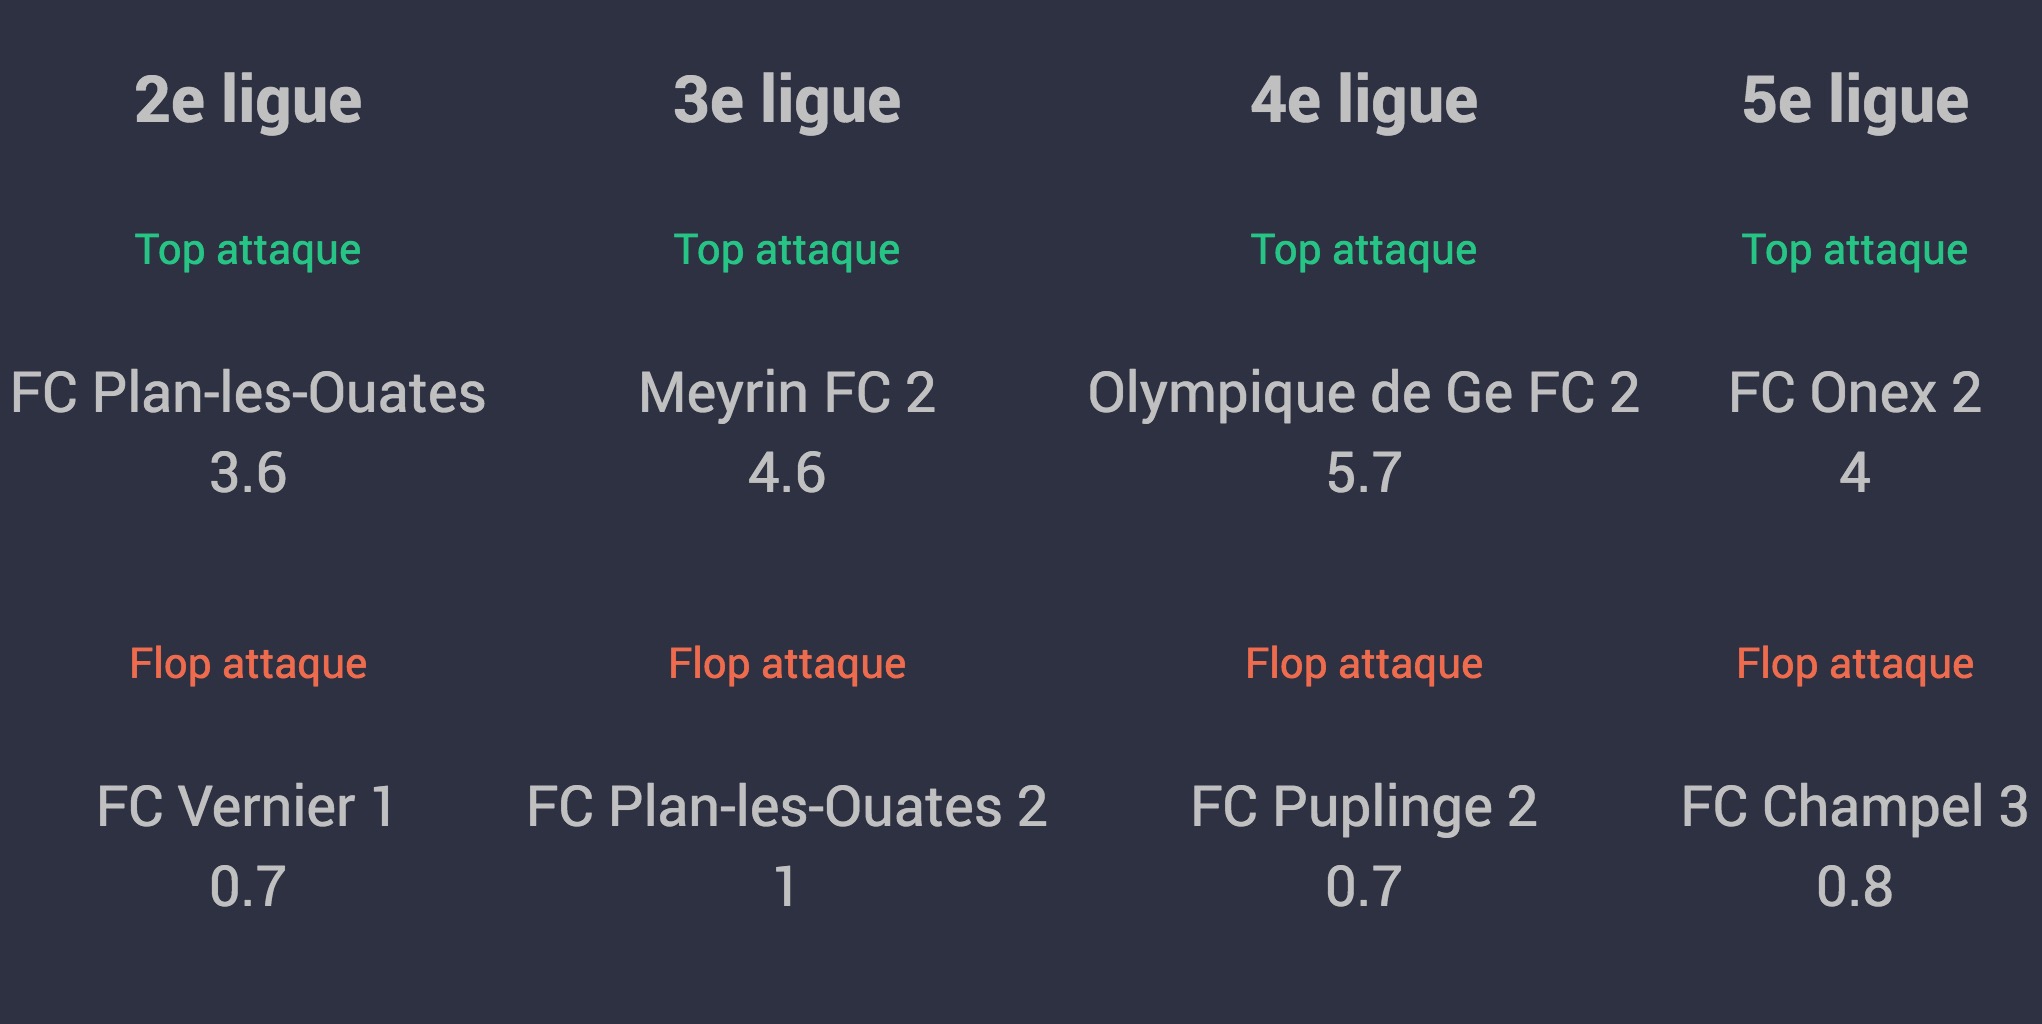 2e ligue
Top attaque
FC Plan-les-Ouates
3.6
Flop attaque
FC Vernier 1
0.7
3e ligue
Top attaque
Meyrin FC 2
4.6
Flop attaque
FC Plan-les-Ouates 2
1
4e ligue
Top attaque
Olympique de Ge FC 2
5.7
Flop attaque
FC Puplinge 2
0.7
5e ligue
Top attaque
FC Onex 2
4
Flop attaque
FC Champel 3
0.8